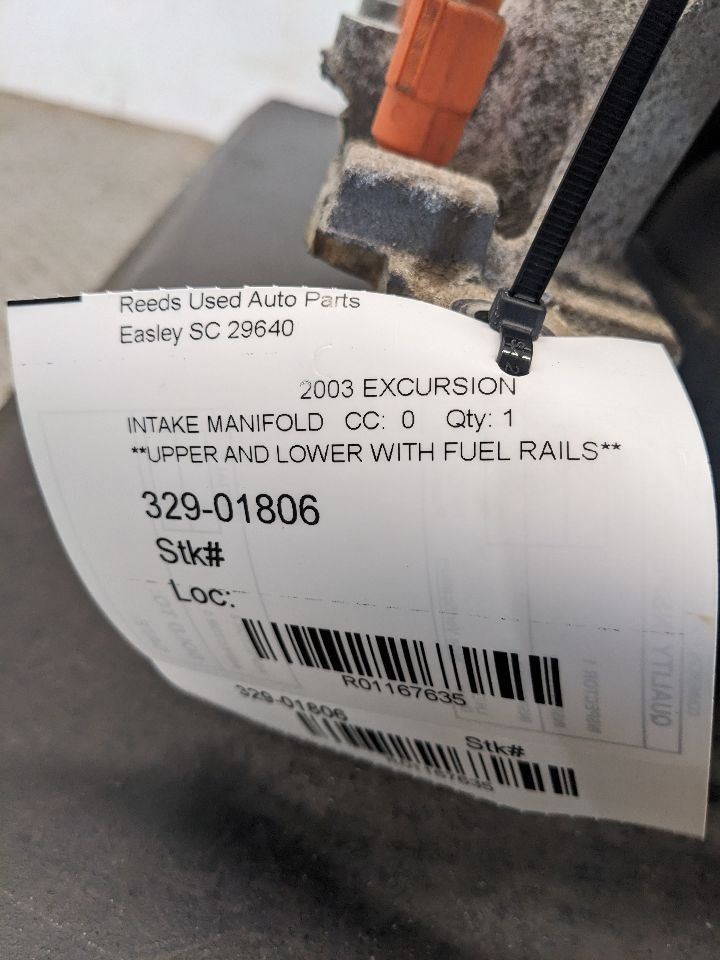 Reeds Used Auto Parts
Easley SC 29640
2003 EXCURSION
INTAKE MANIFOLD CC: 0 Qty: 1
**UPPER AND LOWER WITH FUEL RAILS**
329-01806
Stk#
Loc:
R01167635
329-01806
Stk#
R01167635